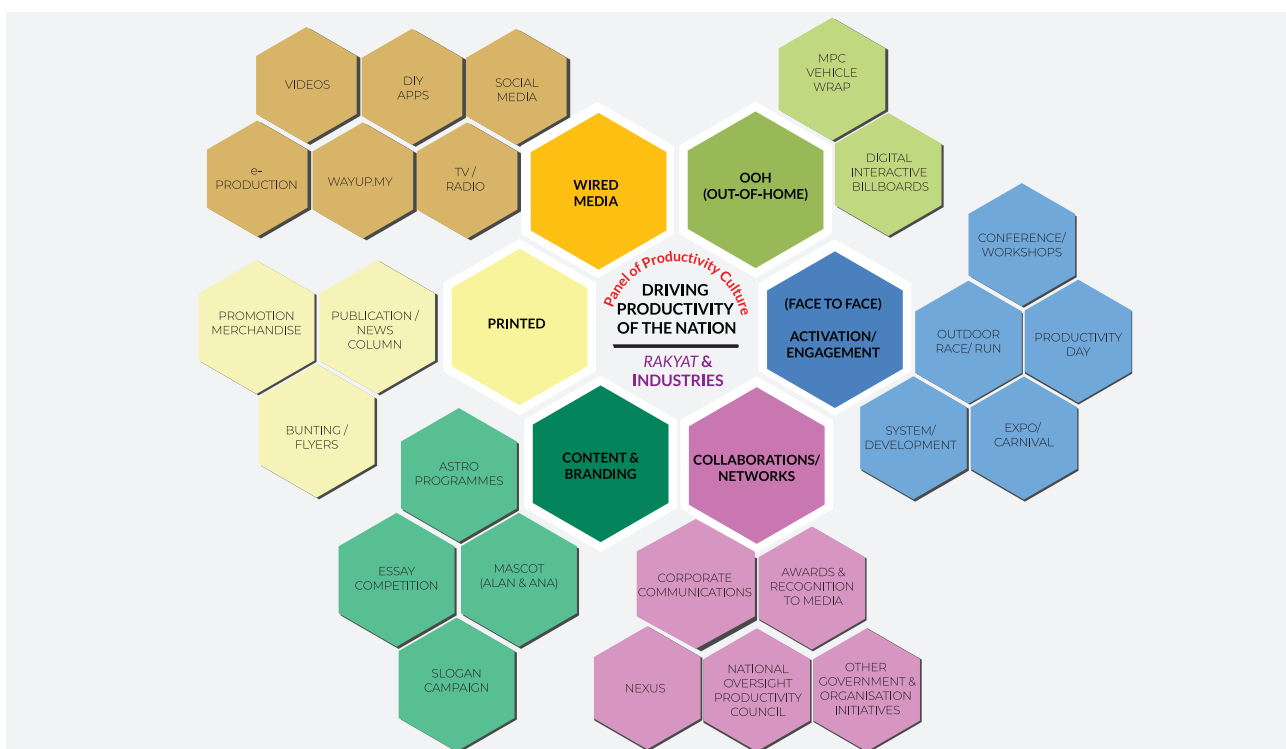 VIDEOS
DIY
APPS
SOCIAL
MEDIA
e-
PRODUCTION
WAYUP.MY
TV /
RADIO
WIRED
MEDIA
OOH
(OUT-OF-HOME)
MPC
VEHICLE
WRAP
DIGITAL
INTERACTIVE
BILLBOARDS
PROMOTION
MERCHANDISE
PUBLICATION /
NEWS
COLUMN
BUNTING /
FLYERS
PRINTED
Panel of Productivity Culture
DRIVING
PRODUCTIVITY
OF THE NATION
RAKYAT &
INDUSTRIES
(FACE TO FACE)
ACTIVATION/
ENGAGEMENT
CONFERENCE/
WORKSHOPS
OUTDOOR
RACE/ RUN
PRODUCTIVITY
DAY
SYSTEM/
DEVELOPMENT
EXPO/
CARNIVAL
CONTENT &
BRANDING
COLLABORATIONS/
NETWORKS
ASTRO
PROGRAMMES
ESSAY
COMPETITION
MASCOT
(ALAN & ANA)
SLOGAN
CAMPAIGN
CORPORATE
COMMUNICATIONS
AWARDS &
RECOGNITION
TO MEDIA
NEXUS
NATIONAL
OVERSIGHT
PRODUCTIVITY
COUNCIL
OTHER
GOVERNMENT &
ORGANISATION
INITIATIVES